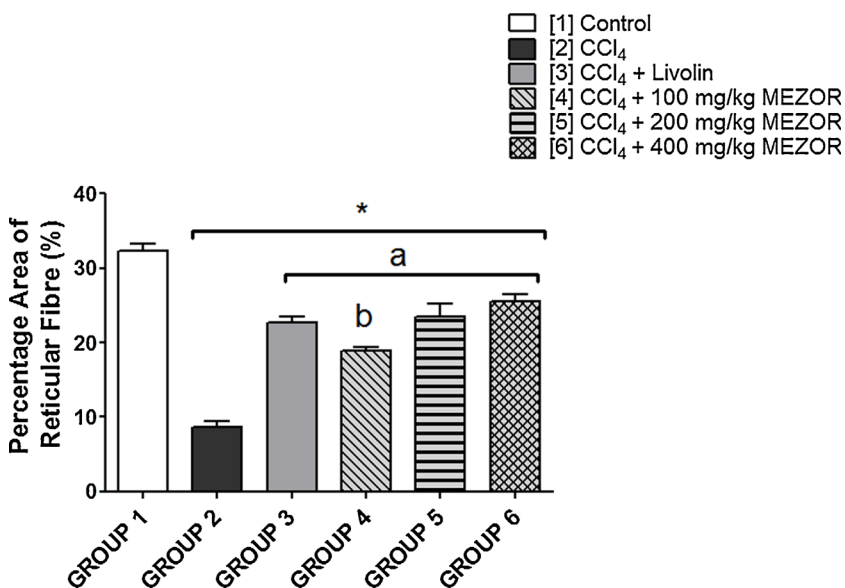 [1] Control
[2] CCl₄
[3] CCl₄ + Livolin
[4] CCl₄ + 100 mg/kg MEZOR
[5] CCl₄ + 200 mg/kg MEZOR
[6] CCl₄ + 400 mg/kg MEZOR
Percentage Area of
Reticular Fibre (%)
40
30
20
10
0
*
a
b
GROUP 1
GROUP 2
GROUP 3
GROUP 4
GROUP 5
GROUP 6